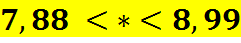 7,88 < * < 8,99